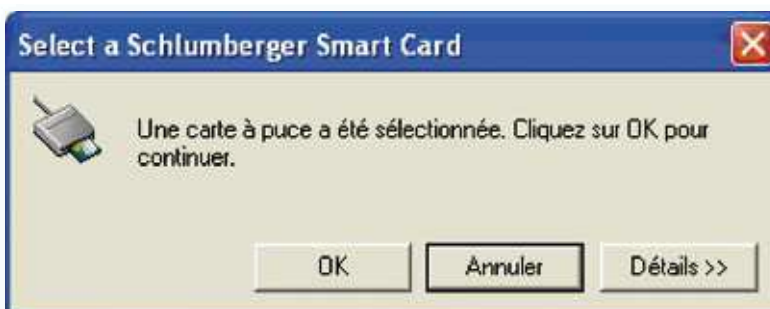 Select a Schlumberger Smart Card
Une carte à puce a été sélectionnée. Cliquez sur OK pour
continuer.
OK
Annuler
Détails >>